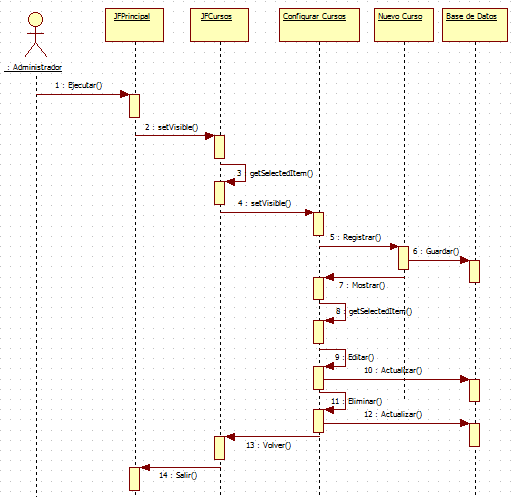 JFPrincipal
JFCursos
Configurar Cursos
Nuevo Curso
Base de Datos
: Administrador
1 : Ejecutar()
2 : setVisible()
3 : getSelectedItem()
4 : setVisible()
5 : Registrar()
6 : Guardar()
7 : Mostrar()
8 : getSelectedItem()
9 : Editar()
10 : Actualizar()
11 : Eliminar()
12 : Actualizar()
13 : Volver()
14 : Salir()